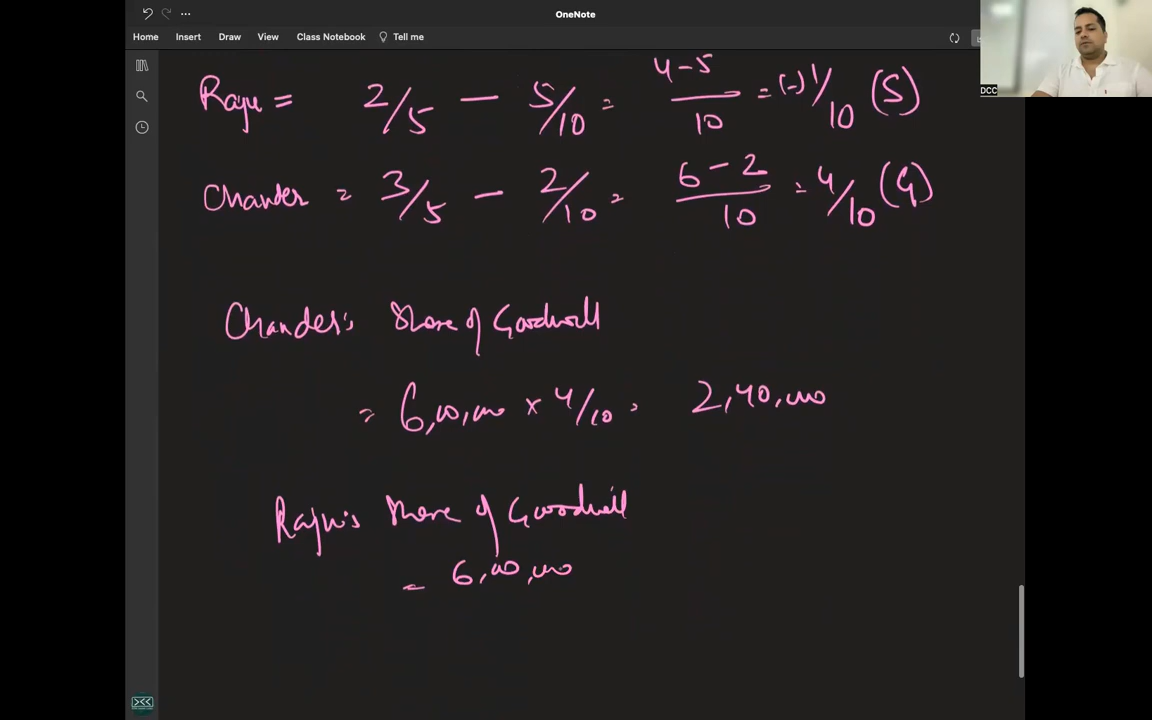 OneNote
Home Insert Draw View Class Notebook Tell me
DCC
Raju = 2/5 — 5/10 = 4-5/10 = (-) 1/10 (S)
Chander = 3/5 — 2/10 = 6-2/10 = 4/10 (G)
Chander's Share of Goodwill
= 6,00,000 x 4/10 = 2,40,000
Raju's Share of Goodwill
= 6,00,000